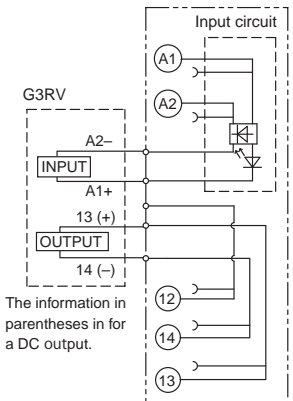 Input circuit
A1
A2
G3RV
A2–
INPUT
A1+
13 (+)
OUTPUT
14 (–)
The information in
parentheses in for
a DC output.
12
14
13